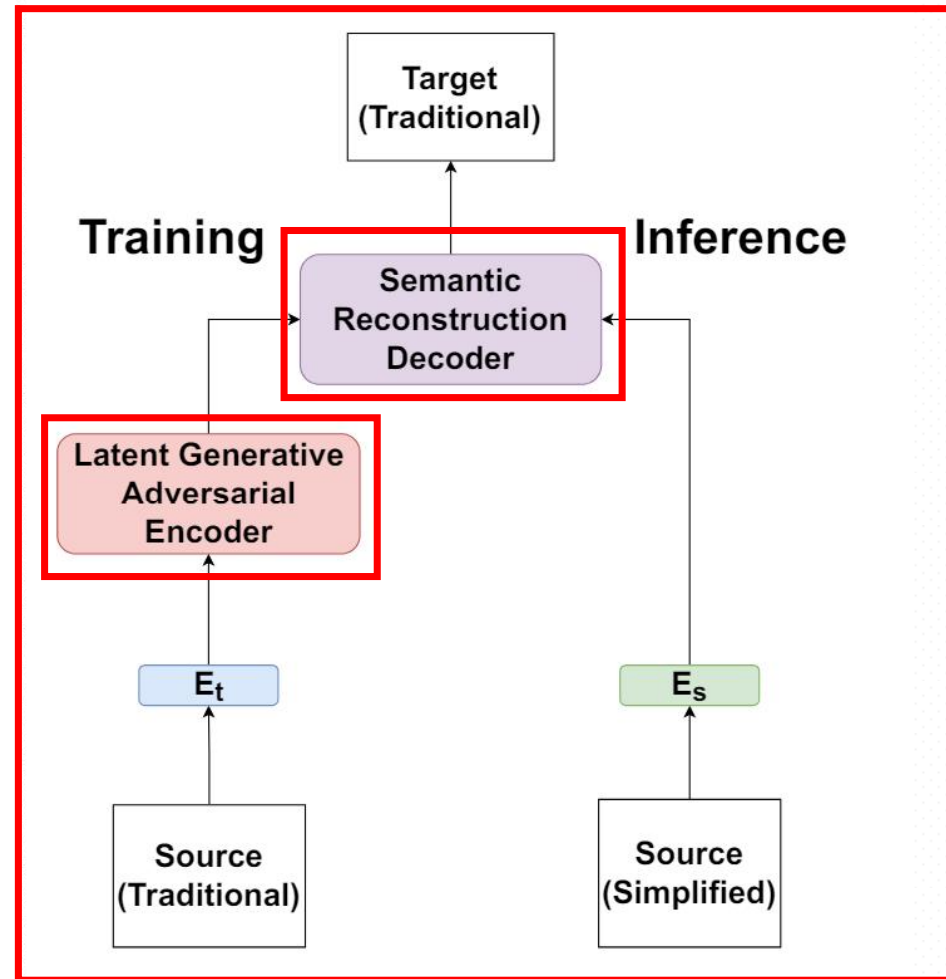 Target
(Traditional)
Training
Inference
Semantic
Reconstruction
Decoder
Latent Generative
Adversarial
Encoder
Et
Es
Source
(Traditional)
Source
(Simplified)